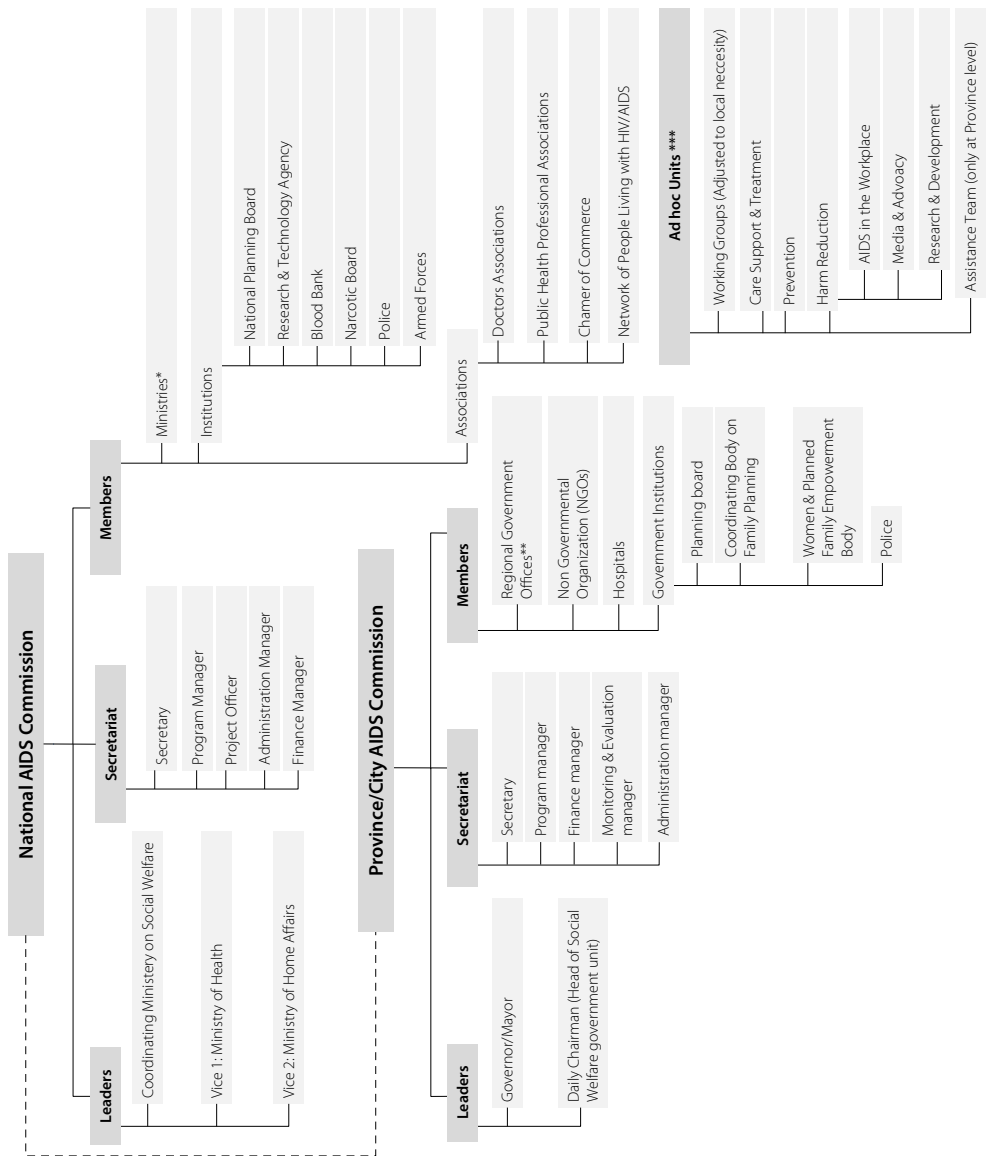 National AIDS Commission
Leaders
Coordinating Ministery on Social Welfare
Vice 1: Ministry of Health
Vice 2: Ministry of Home Affairs
Secretariat
Secretary
Program Manager
Project Officer
Administration Manager
Finance Manager
Members
Ministries*
Institutions
National Planning Board
Research & Technology Agency
Blood Bank
Narcotic Board
Police
Armed Forces
Associations
Doctors Associations
Public Health Professional Associations
Chamer of Commerce
Network of People Living with HIV/AIDS
Province/City AIDS Commission
Leaders
Governor/Mayor
Daily Chairman (Head of Social
Welfare government unit)
Secretariat
Secretary
Program manager
Finance manager
Monitoring & Evaluation
manager
Administration manager
Members
Regional Government
Offices**
Non Governmental
Organization (NGOs)
Hospitals
Government Institutions
Planning board
Coordinating Body on
Family Planning
Women & Planned
Family Empowerment
Body
Police
Ad hoc Units ***
Working Groups (Adjusted to local neccesity)
Care Support & Treatment
Prevention
Harm Reduction
AIDS in the Workplace
Media & Advoacy
Research & Development
Assistance Team (only at Province level)